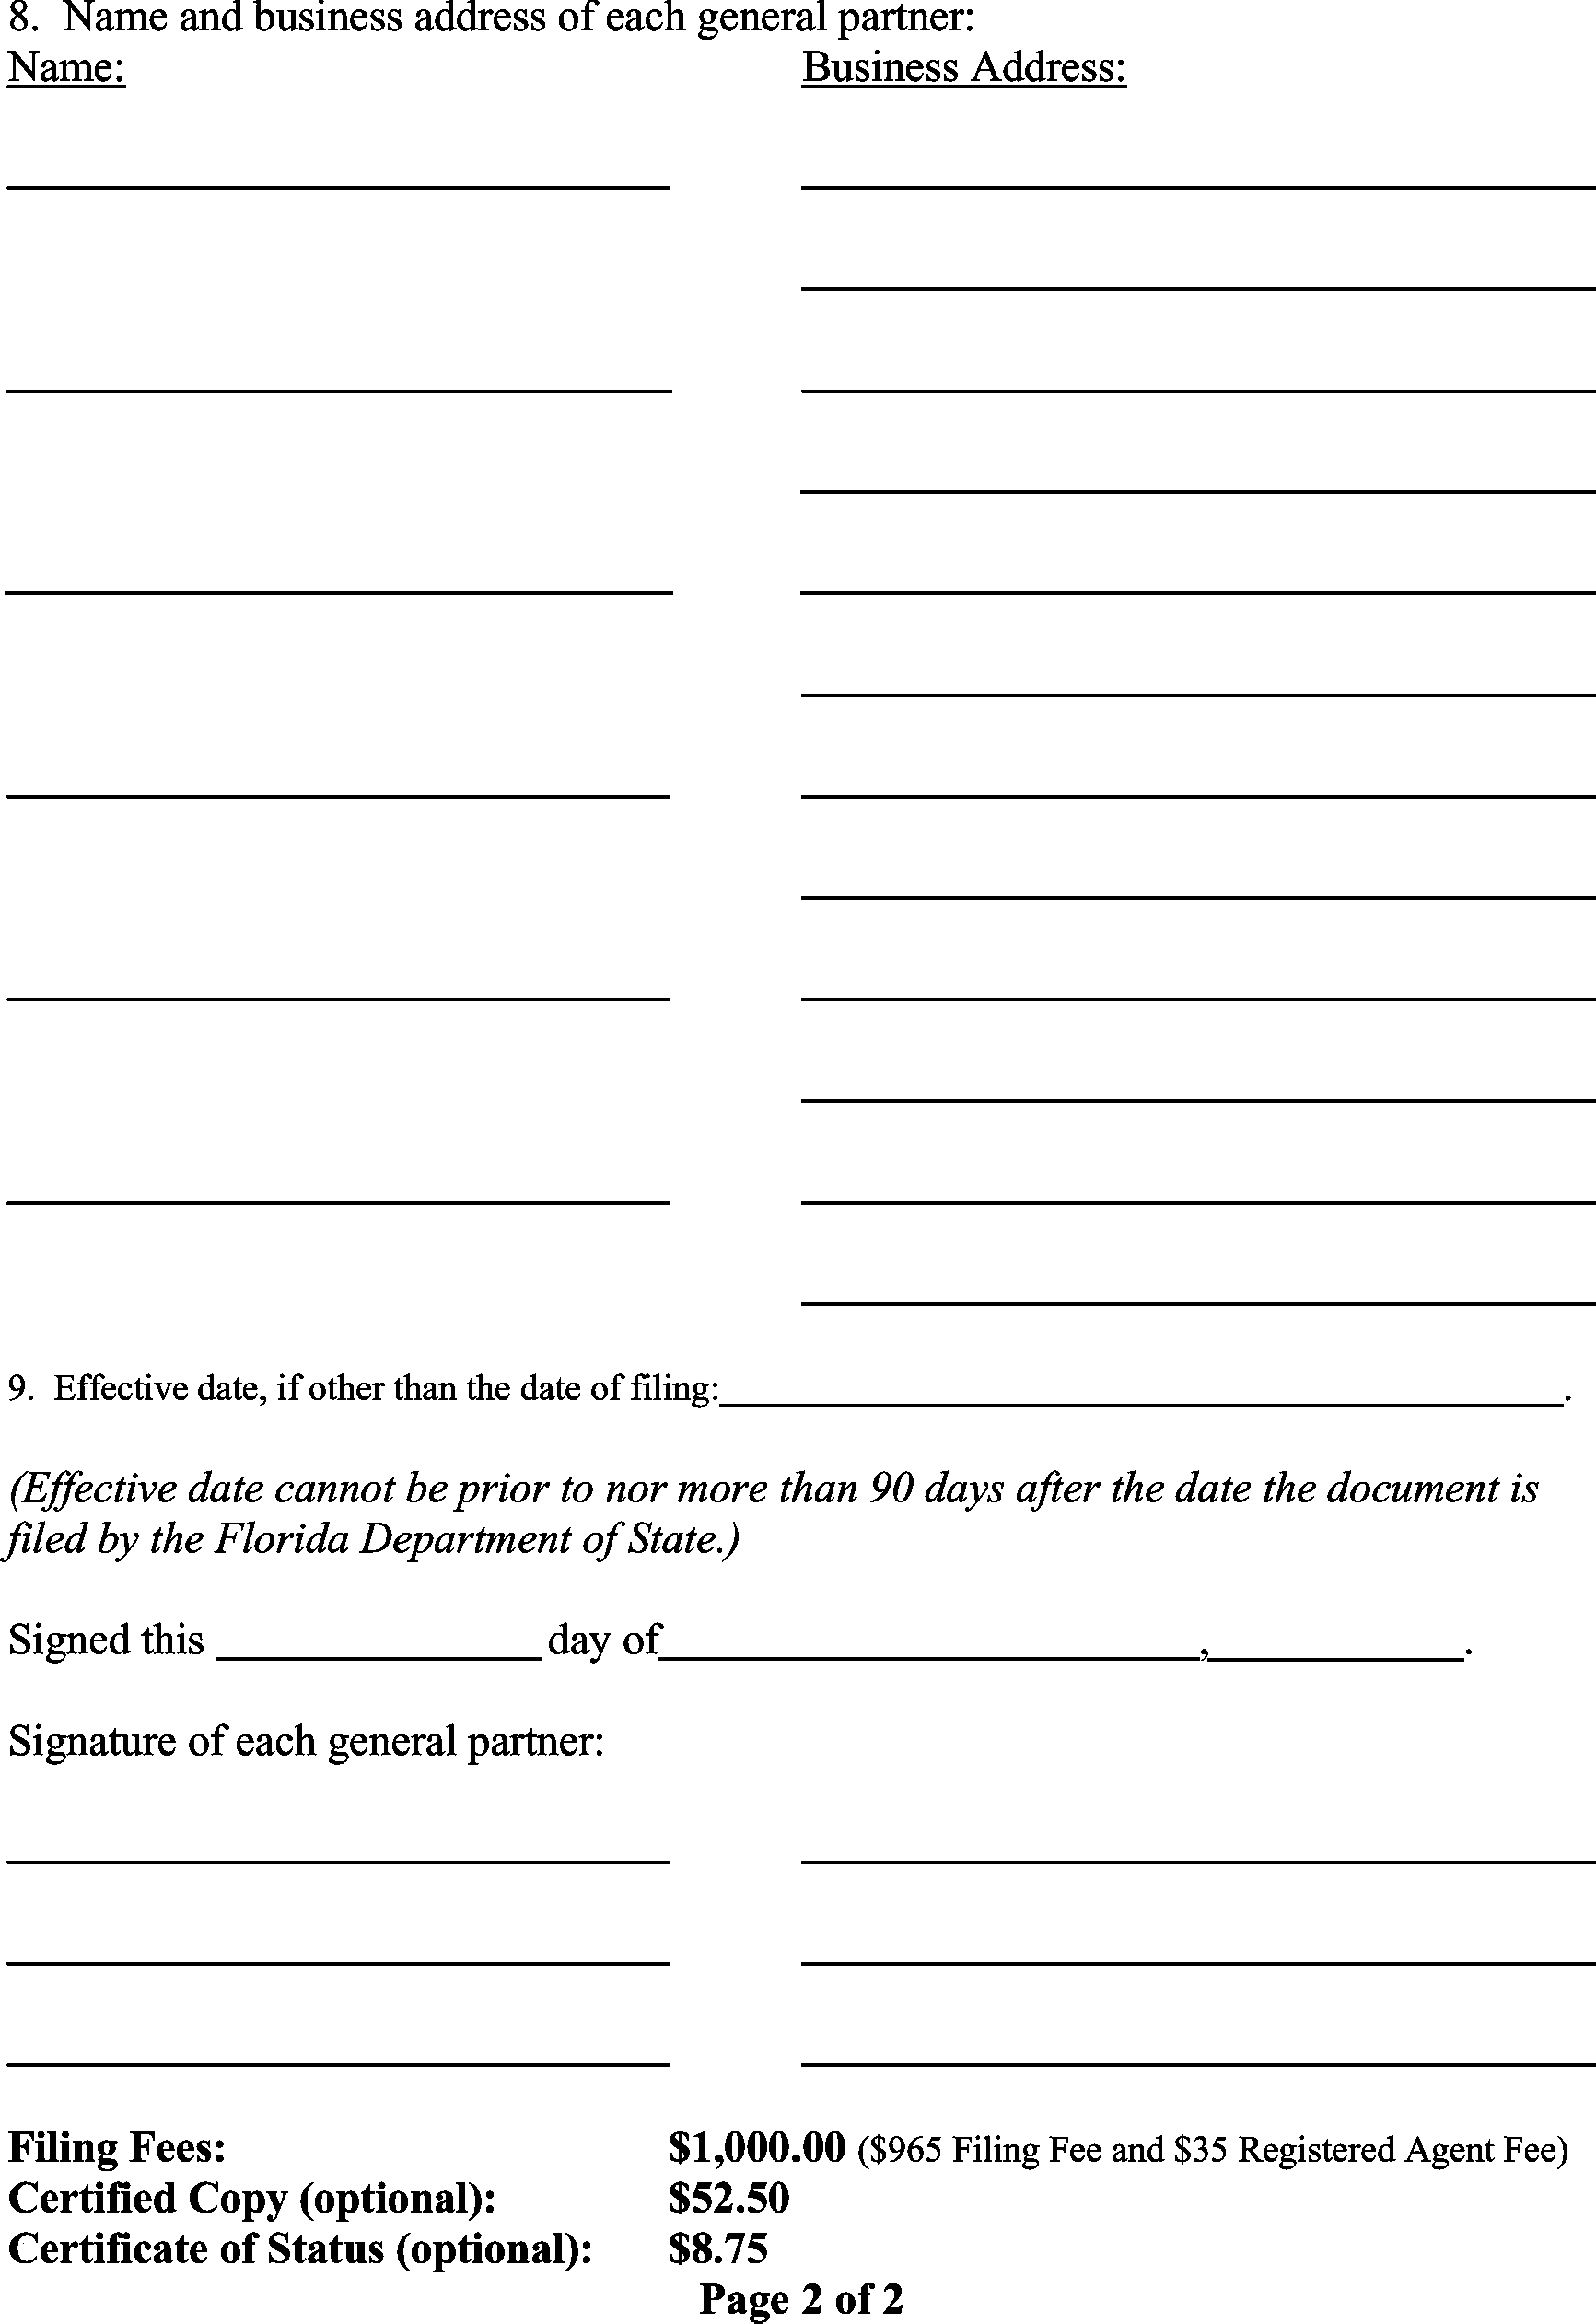 8. Name and business address of each general partner:
Name: Business Address:
9. Effective date, if other than the date of filing: .
(Effective date cannot be prior to nor more than 90 days after the date the document is
filed by the Florida Department of State.)
Signed this day of , .
Signature of each general partner:
Filing Fees: $1,000.00 ($965 Filing Fee and $35 Registered Agent Fee)
Certified Copy (optional): $52.50
Certificate of Status (optional): $8.75
Page 2 of 2